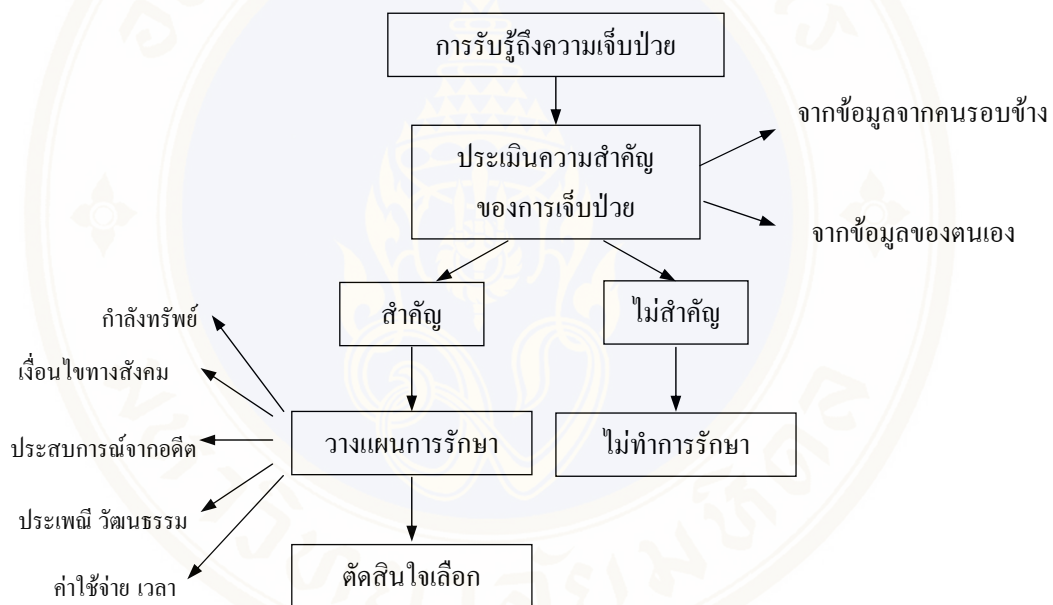 การรับรู้ถึงความเจ็บป่วย
จากข้อมูลจากคนรอบข้าง
ประเมินความสำคัญ
ของการเจ็บป่วย
จากข้อมูลของตนเอง
สำคัญ
ไม่สำคัญ
กำลังทรัพย์
เงื่อนไขทางสังคม
ประสบการณ์จากอดีต
วางแผนการรักษา
ไม่ทำการรักษา
ประเพณี วัฒนธรรม
ค่าใช้จ่าย เวลา
ตัดสินใจเลือก